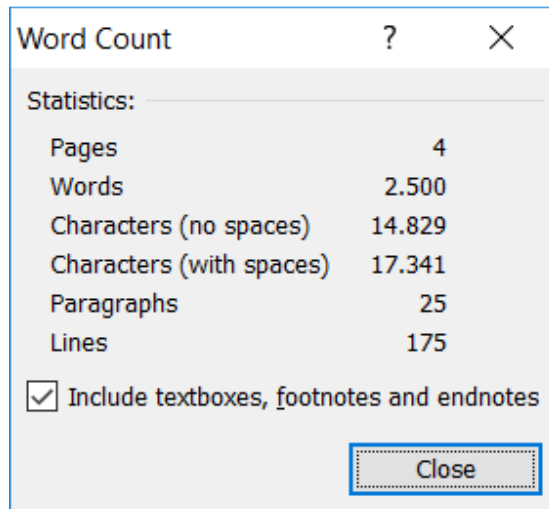 Word Count ?
Statistics:
Pages 4
Words 2.500
Characters (no spaces) 14.829
Characters (with spaces) 17.341
Paragraphs 25
Lines 175
Include textboxes, footnotes and endnotes
Close